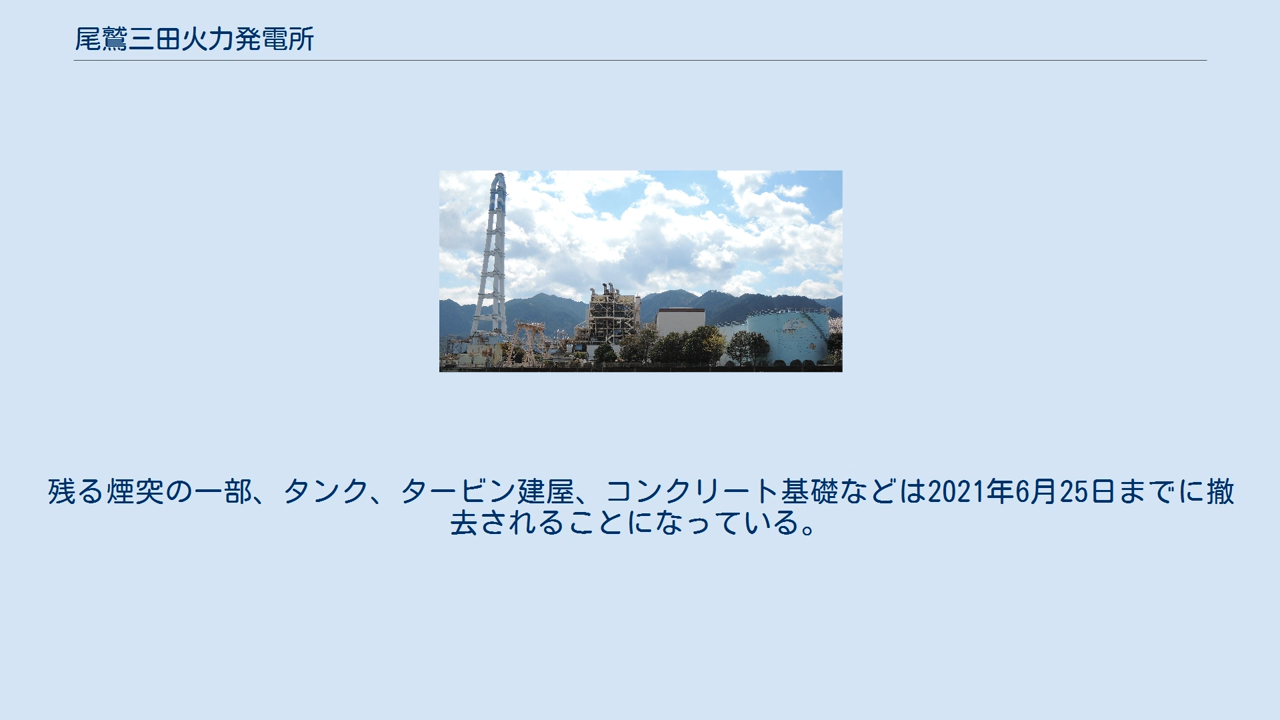 尾鷲三田火力発電所
残る煙突の一部、タンク、タービン建屋、コンクリート基礎などは2021年6月25日までに撤
去されることになっている。